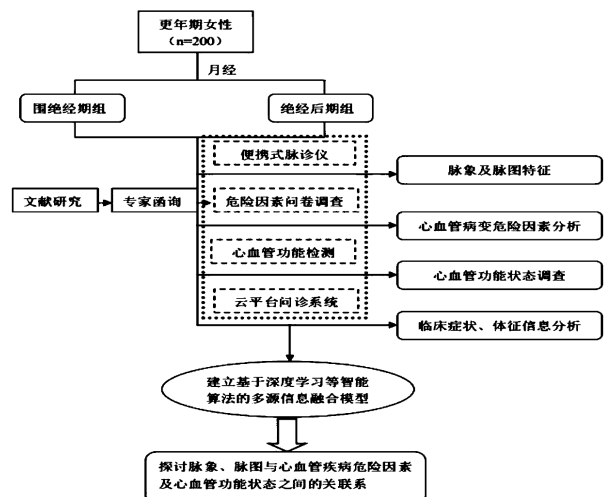 更年期女性
（n=200）
月经
围绝经期组
绝经后期组
便携式脉诊仪
脉象及脉图特征
文献研究
专家函询
危险因素问卷调查
心血管病变危险因素分析
心血管功能检测
心血管功能状态调查
云平台问诊系统
临床症状、体征信息分析
建立基于深度学习等智能
算法的多源信息融合模型
探讨脉象、脉图与心血管疾病危险因素
及心血管功能状态之间的关联系